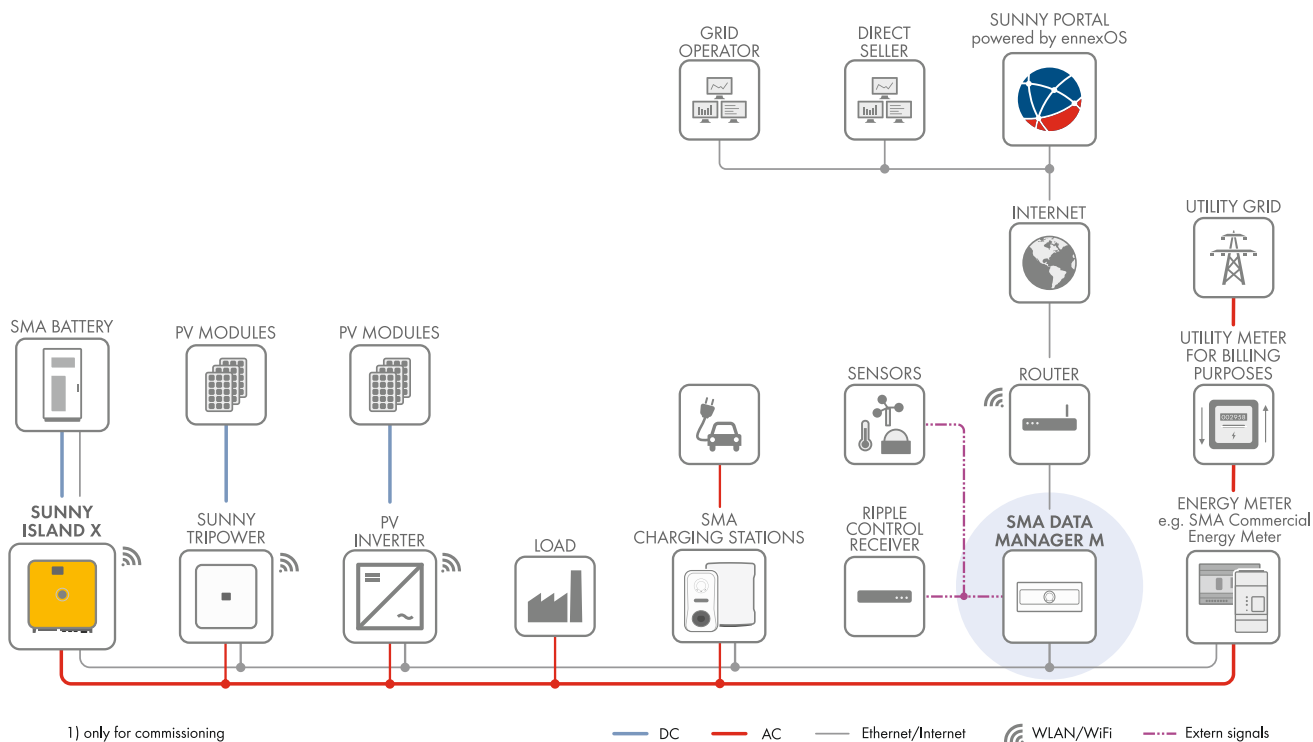 GRID
OPERATOR
DIRECT
SELLER
SUNNY PORTAL
powered by ennexOS
INTERNET
UTILITY GRID
SMA BATTERY
PV MODULES
PV MODULES
SENSORS
ROUTER
UTILITY METER
FOR BILLING
PURPOSES
002958
SUNNY
ISLAND X
SUNNY
TRIPOWER
PV
INVERTER
LOAD
SMA
CHARGING STATIONS
RIPPLE
CONTROL
RECEIVER
SMA DATA
MANAGER M
ENERGY METER
e.g. SMA Commercial
Energy Meter
1) only for commissioning
DC
AC
Ethernet/Internet
WLAN/WiFi
Extern signals